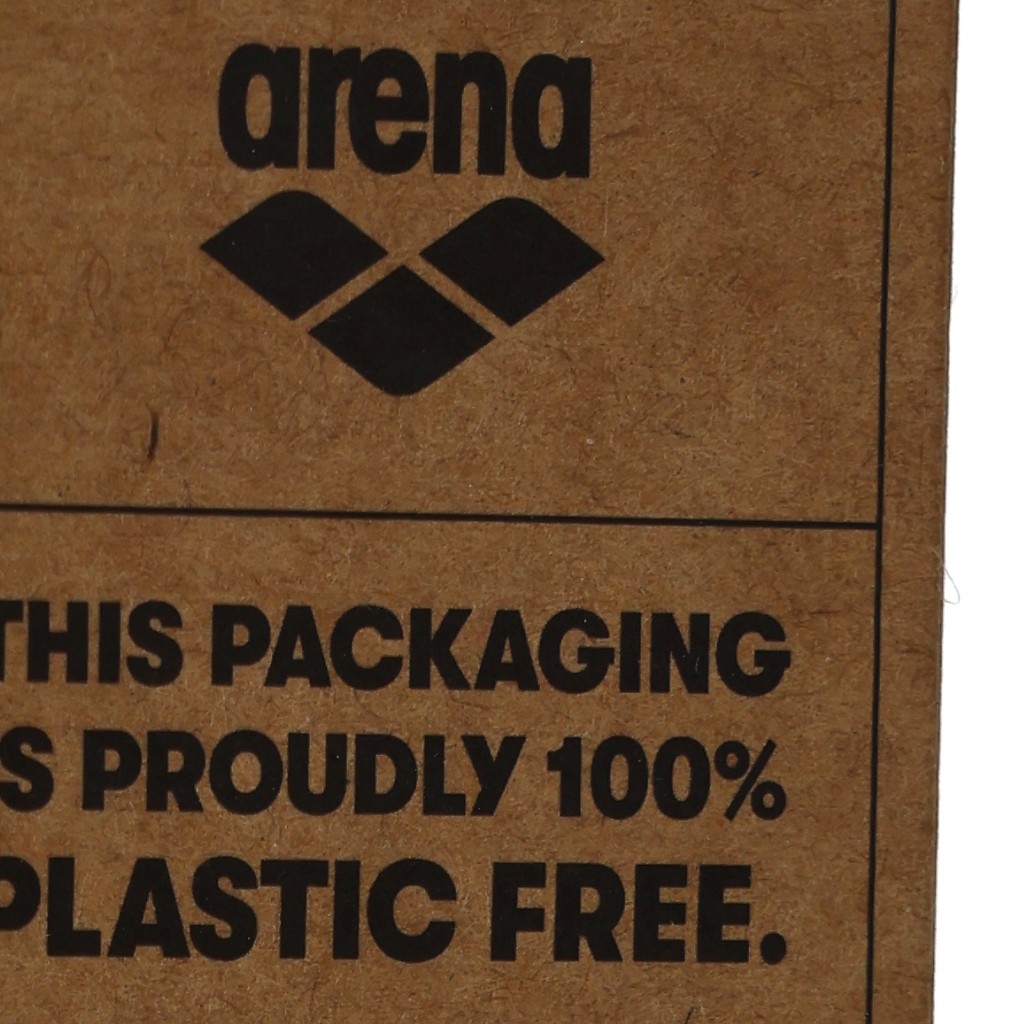 arena
THIS PACKAGING
S PROUDLY 100%
PLASTIC FREE.